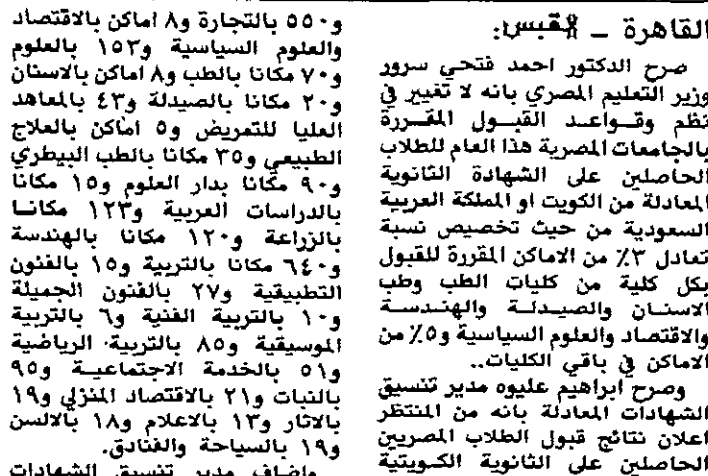 القاهرة ـ القبس:
صرح الدكتور احمد فتحي سرور
وزير التعليم المصري بانه لا تغيير في
نظم وقواعد القبول المقررة
بالجامعات المصرية هذا العام للطلاب
الحاصلين على الشهادة الثانوية
المعادلة من الكويت او المملكة العربية
السعودية من حيث تخصيص نسبة
تعادل ٣٪ من الاماكن المقررة للقبول
بكل كلية من كليات الطب وطب
الاسنان والصيدلة والهندسة
والاقتصاد والعلوم السياسية و٥٪ من
الاماكن في باقي الكليات..
وصرح ابراهيم عليوه مدير تنسيق
الشهادات المعادلة بانه من المنتظر
اعلان نتائج قبول الطلاب المصريين
الحاصلين على الثانوية الكويتية
و٥٥٠ بالتجارة و٨ اماكن بالاقتصاد
والعلوم السياسية و١٥٣ بالعلوم
و٧٠ مكانا بالطب و٨ اماكن بالاسنان
و٢٠ مكانا بالصيدلة و٤٣ بالمعاهد
العليا للتمريض و٥ اماكن بالعلاج
الطبيعي و٣٥ مكانا بالطب البيطري
و٩٠ مكانا بدار العلوم و١٥ مكانا
بالدراسات العربية و١٢٣ مكانا
بالزراعة و١٢٠ مكانا بالهندسة
و٦٤٠ مكانا بالتربية و١٥ بالفنون
التطبيقية و٢٧ بالفنون الجميلة
و١٠ بالتربية الفنية و٦ بالتربية
الموسيقية و٨٥ بالتربية الرياضية
و٥١ بالخدمة الاجتماعية و٩٥
بالنبات و٢١ بالاقتصاد المنزلي و١٩
بالاثار و١٣ بالاعلام و١٨ بالالسن
و١٩ بالسياحة والفنادق.
واضاف مدير تنسيق الشهادات